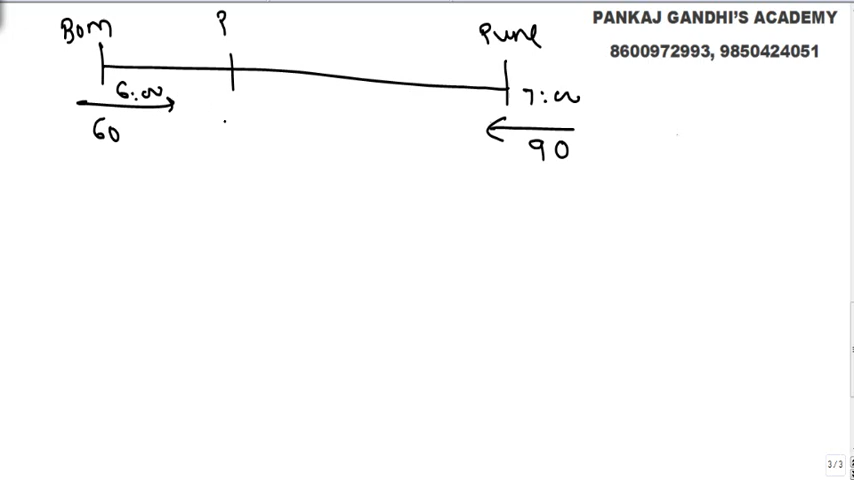 Bom
P
Pune
PANKAJ GANDHI'S ACADEMY
8600972993, 9850424051
6:00
7:00
60
90
3/3